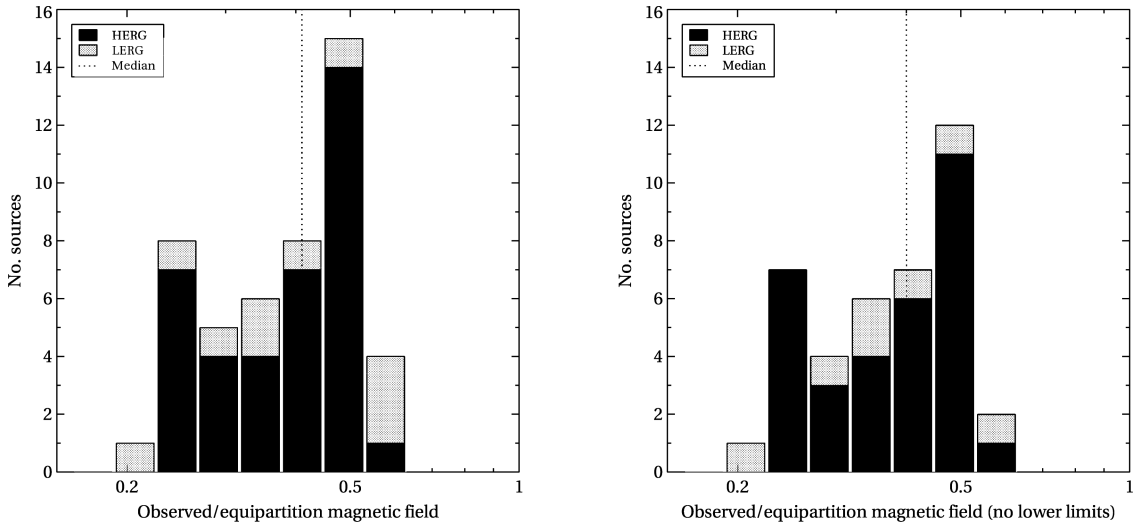 16
14
12
10
8
6
4
2
0
No. sources
HERG
LERG
Median
0.2
0.5
1
Observed/equipartition magnetic field
16
14
12
10
8
6
4
2
0
No. sources
HERG
LERG
Median
0.2
0.5
1
Observed/equipartition magnetic field (no lower limits)